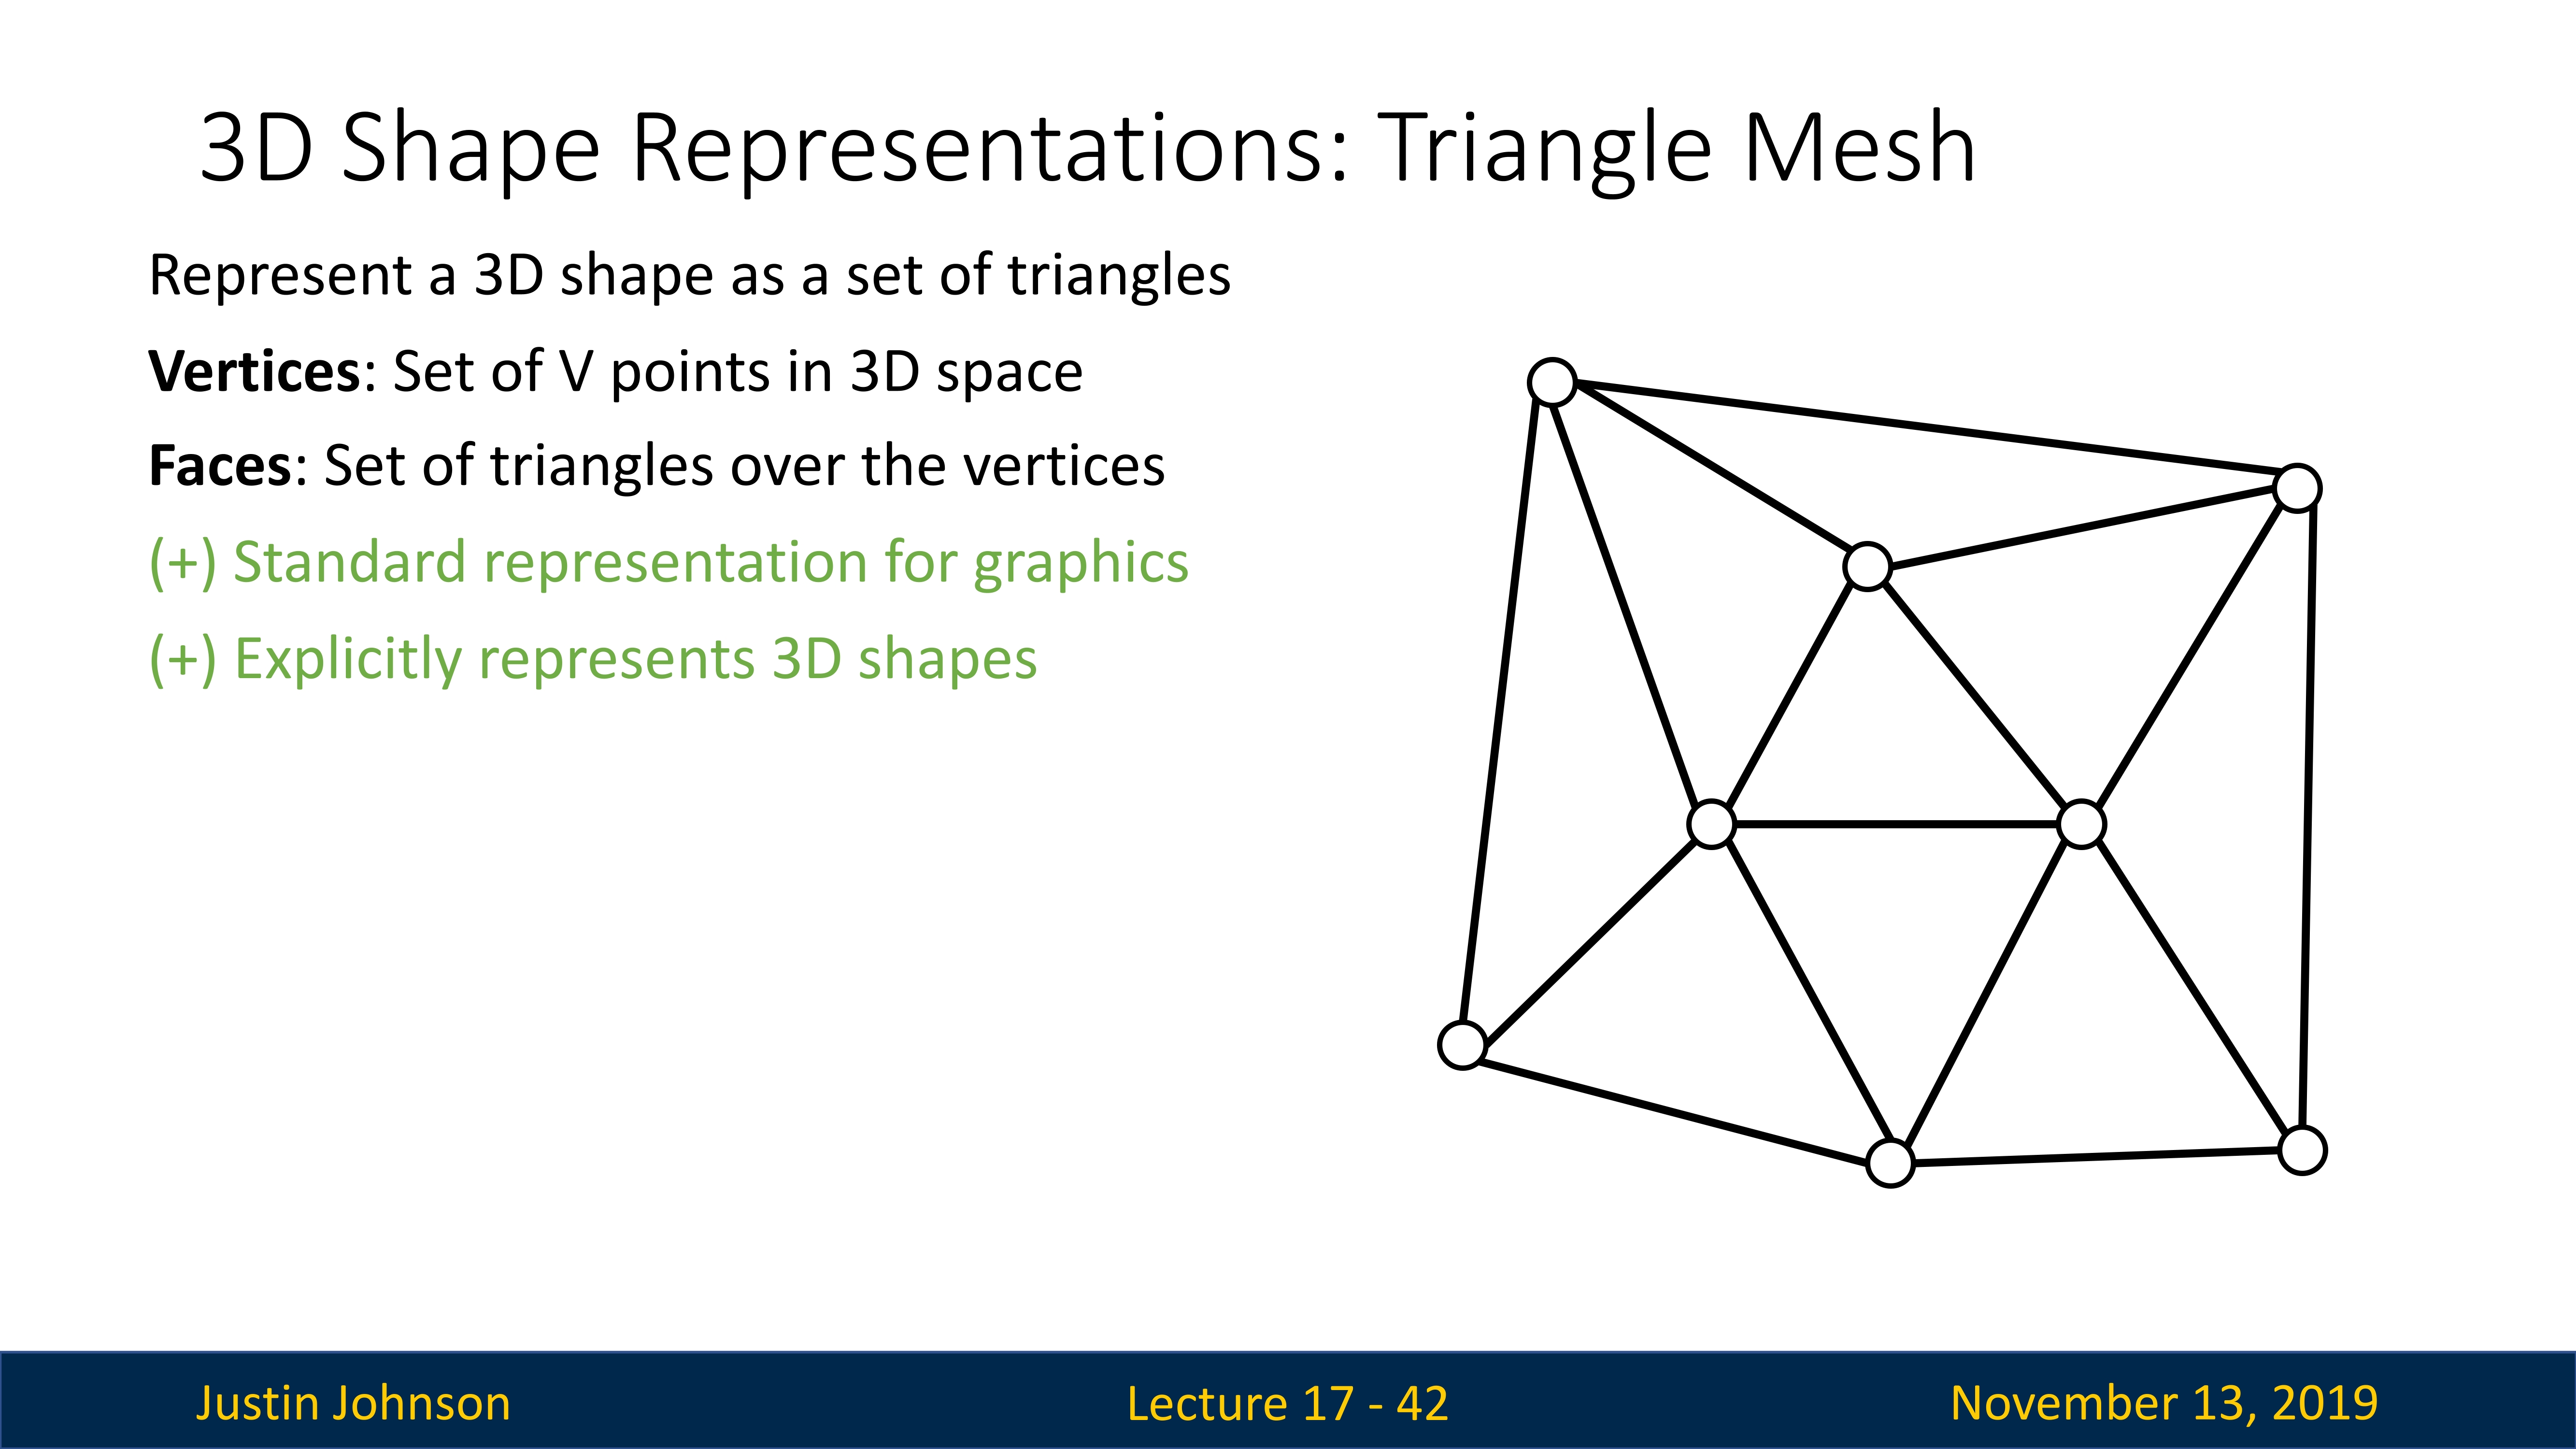 3D Shape Representations: Triangle Mesh
Represent a 3D shape as a set of triangles
Vertices: Set of V points in 3D space
Faces: Set of triangles over the vertices
(+) Standard representation for graphics
(+) Explicitly represents 3D shapes
Justin Johnson
Lecture 17 - 42
November 13, 2019